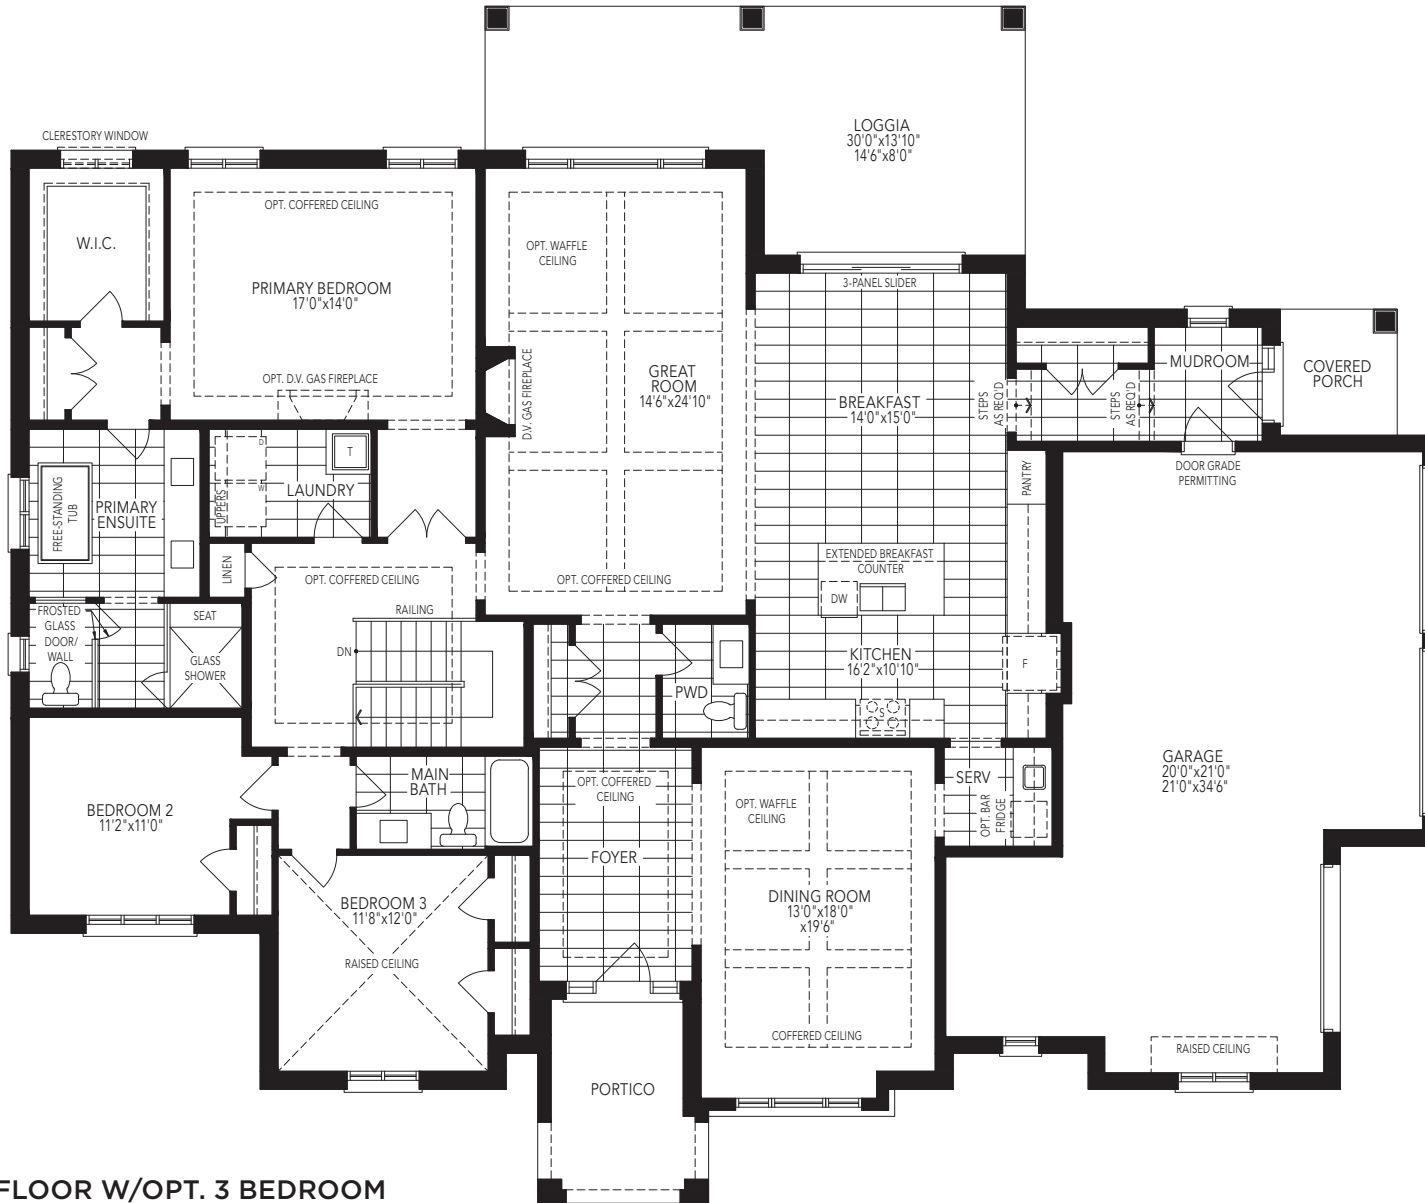 LOGGIA
30'0"x13'10"
14'6"x8'0"
CLERESTORY WINDOW
OPT. COFFERED CEILING
W.I.C.
PRIMARY BEDROOM
17'0"x14'0"
OPT. D.V. GAS FIREPLACE
OPT. WAFFLE
CEILING
D.V. GAS FIREPLACE
GREAT
ROOM
14'6"x24'10"
OPT. COFFERED CEILING
3-PANEL SLIDER
BREAKFAST
14'0"x15'0"
STEPS
AS REQ'D
STEPS
AS REQ'D
MUDROOM
COVERED
PORCH
DOOR GRADE
PERMITTING
PANTRY
FREE-STANDING
TUB
PRIMARY
ENSUITE
D
W
UPPERS
LAUNDRY
T
LINEN
OPT. COFFERED CEILING
RAILING
DN
FROSTED
GLASS
DOOR/
WALL
SEAT
GLASS
SHOWER
EXTENDED BREAKFAST
COUNTER
DW
KITCHEN
16'2"x10'10"
F
S
PWD
GARAGE
20'0"x21'0"
21'0"x34'6"
BEDROOM 2
11'2"x11'0"
MAIN
BATH
OPT. COFFERED
CEILING
FOYER
OPT. WAFFLE
CEILING
SERV
OPT. BAR
FRIDGE
DINING ROOM
13'0"x18'0"
x19'6"
COFFERED CEILING
BEDROOM 3
11'8"x12'0"
RAISED CEILING
RAISED CEILING
PORTICO
FLOOR W/OPT. 3 BEDROOM